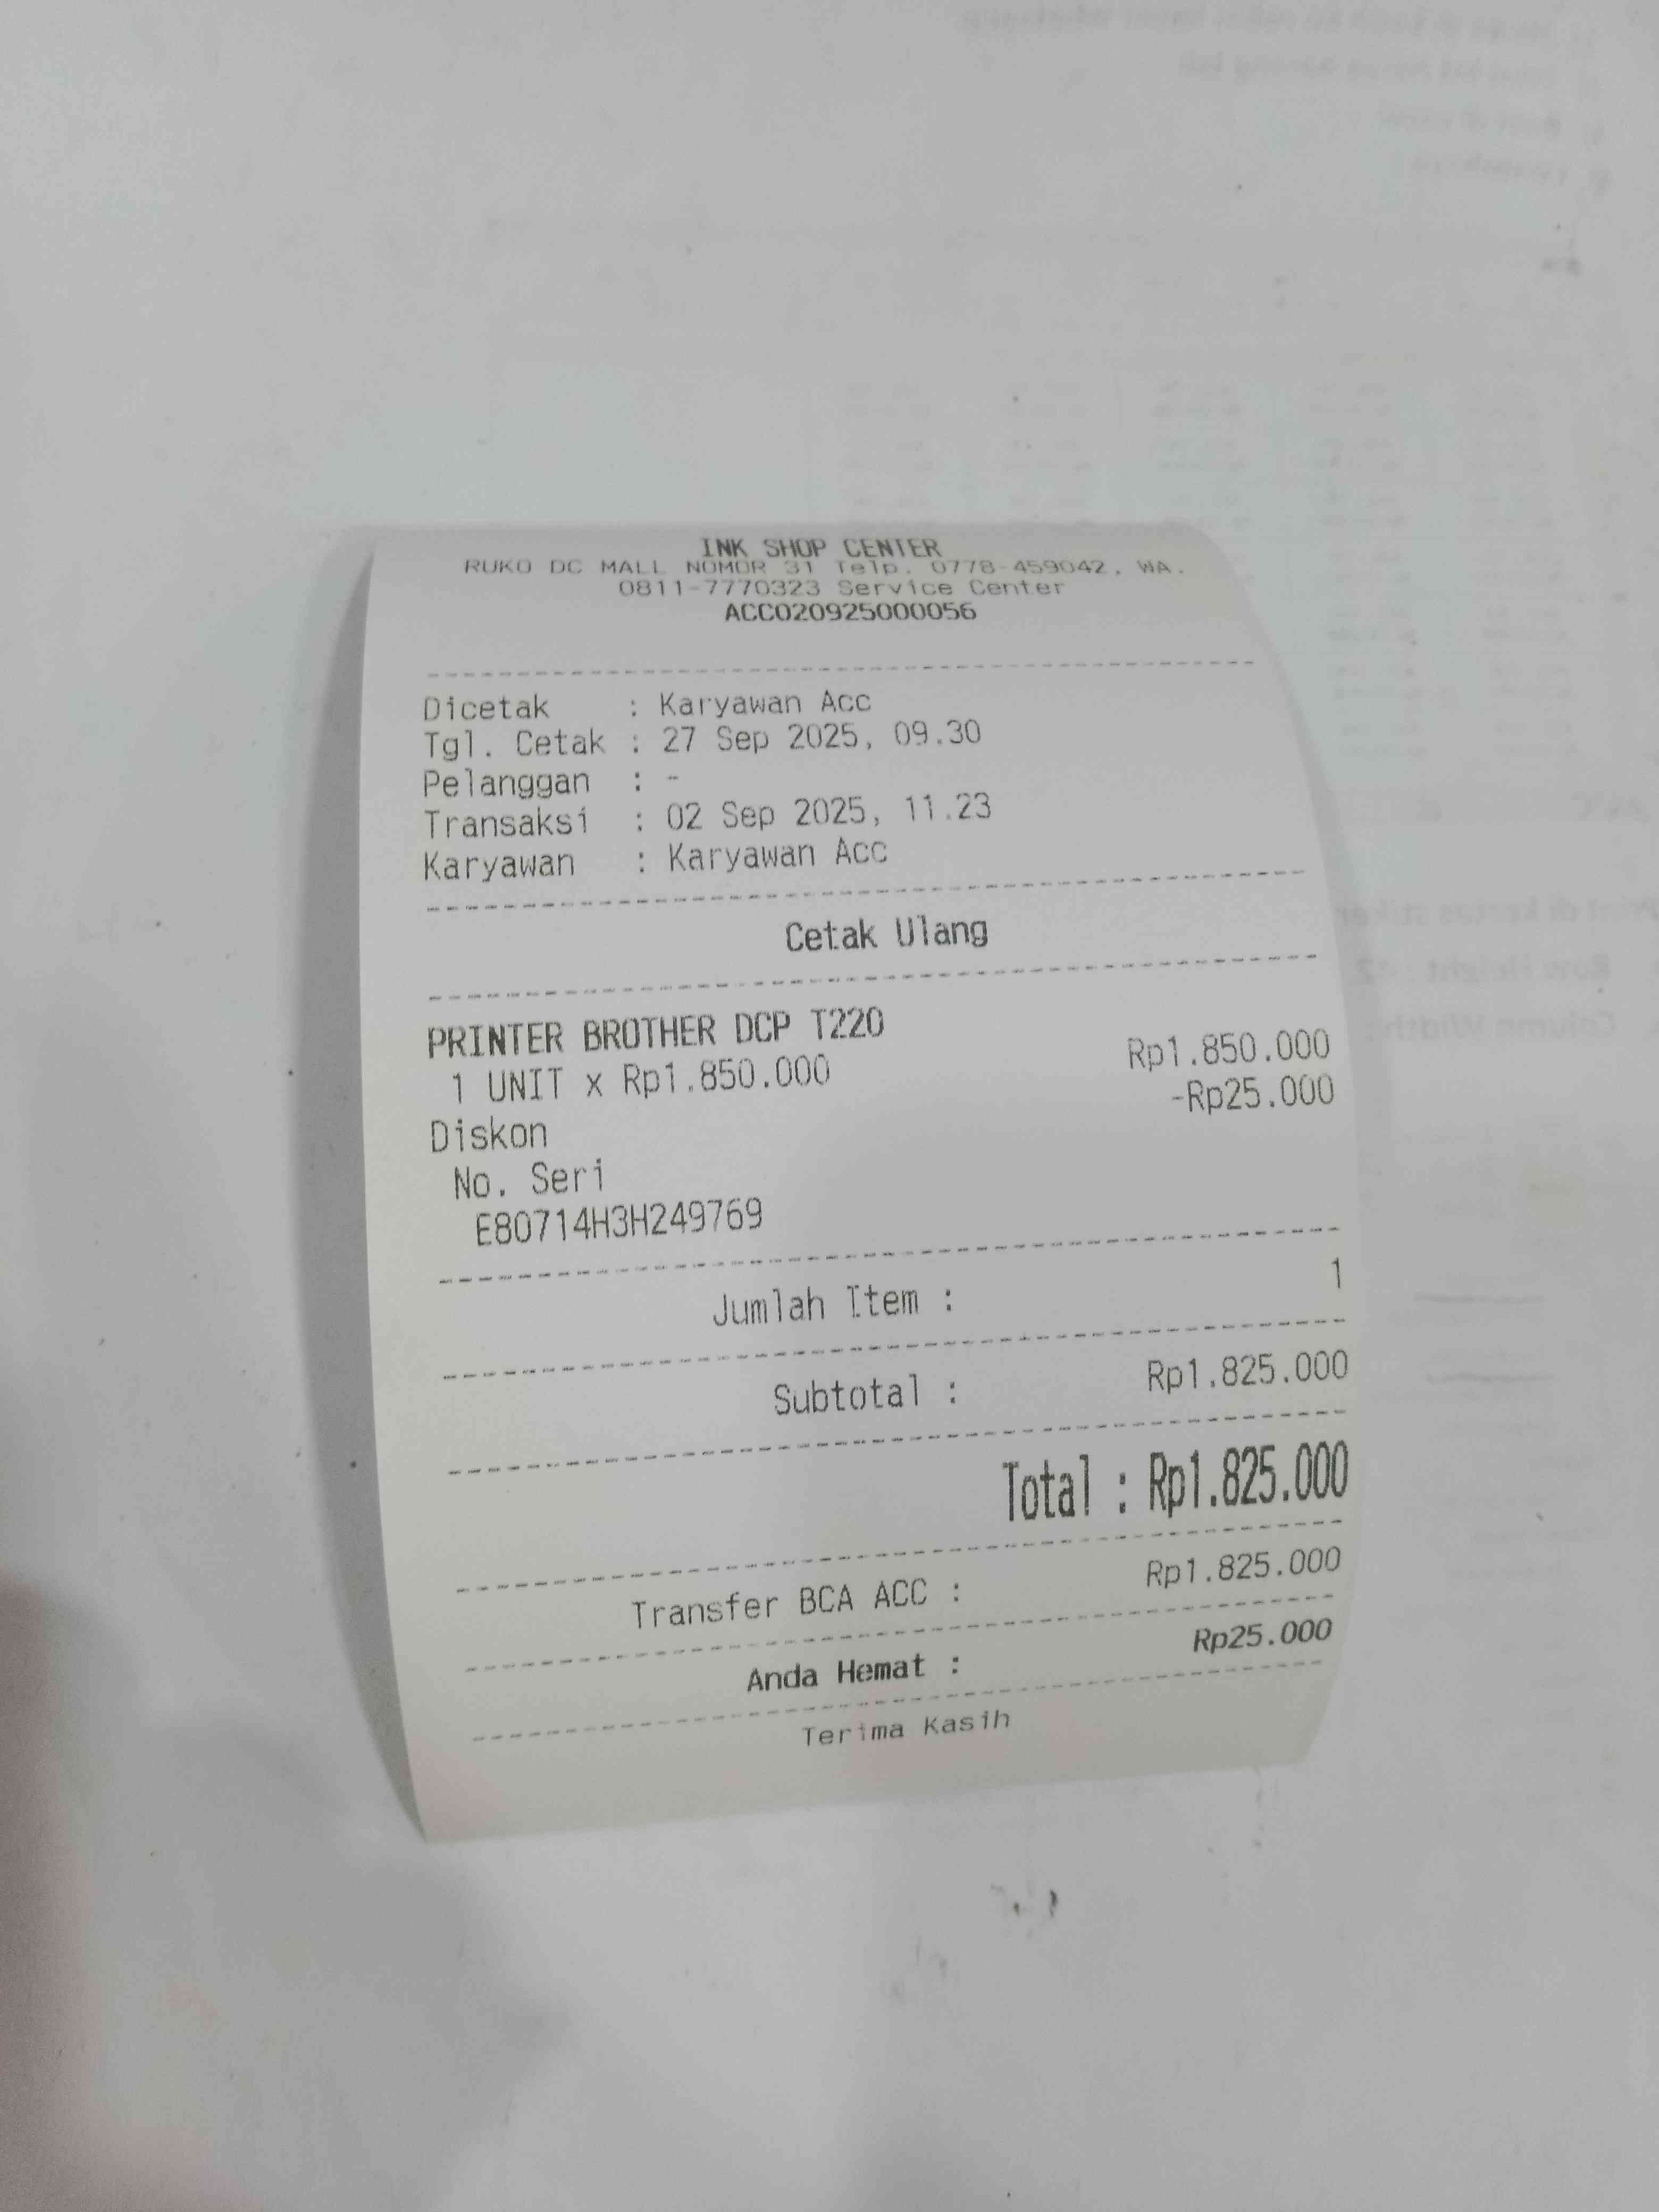 INK SHOP CENTER
RUKO DC MALL NOMOR 31 Telp. 0778-459042, WA.
0811-7770323 Service Center
ACC020925000056
Dicetak : Karyawan Acc
Tgl. Cetak : 27 Sep 2025, 09.30
Pelanggan : -
Transaksi : 02 Sep 2025, 11.23
Karyawan : Karyawan Acc
Cetak Ulang
PRINTER BROTHER DCP T220
1 UNIT x Rp1.850.000 Rp1.850.000
Diskon -Rp25.000
No. Seri
E80714H3H249769
Jumlah Item : 1
Subtotal : Rp1.825.000
Total : Rp1.825.000
Transfer BCA ACC : Rp1.825.000
Anda Hemat : Rp25.000
Terima Kasih